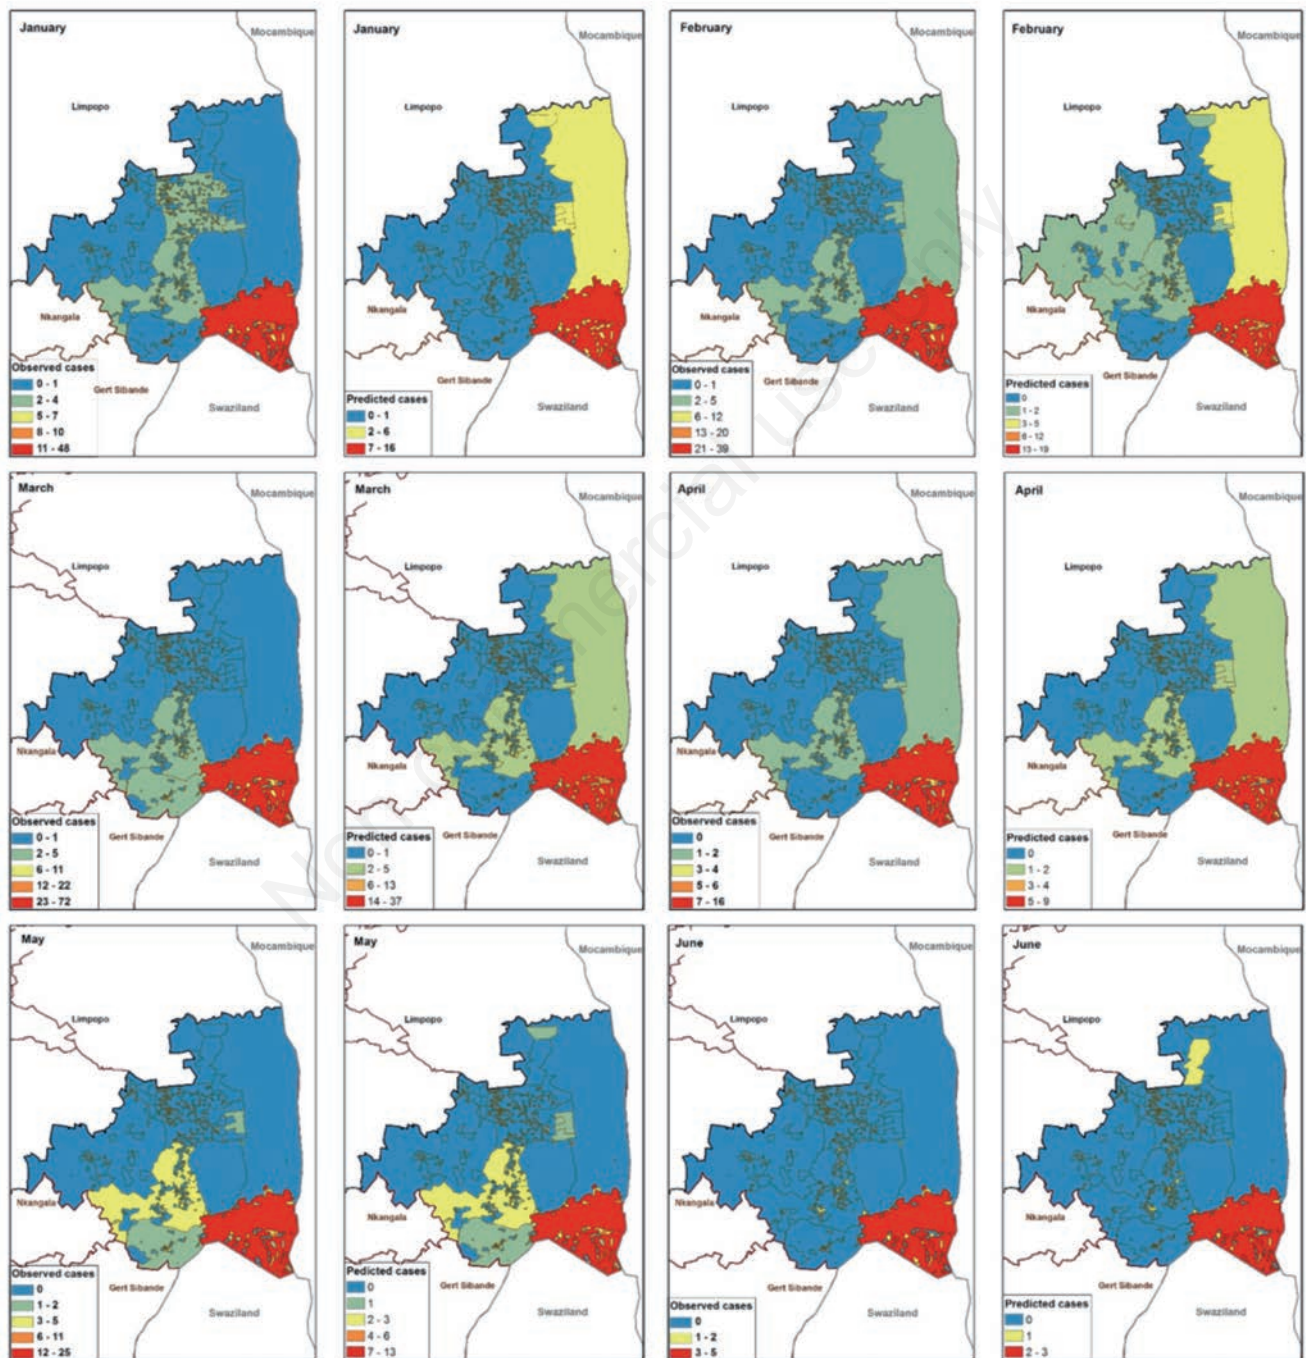 January
Mocambique
Limpopo
Nkangala
Gert Sibande
Swaziland
Observed cases
0 - 1
2 - 4
5 - 7
8 - 10
11 - 48
January
Mocambique
Limpopo
Nkangala
Gert Sibande
Swaziland
Predicted cases
0 - 1
2 - 6
7 - 16
February
Mocambique
Limpopo
Nkangala
Gert Sibande
Swaziland
Observed cases
0 - 1
2 - 5
6 - 12
13 - 20
21 - 39
February
Mocambique
Limpopo
Nkangala
Gert Sibande
Swaziland
Predicted cases
0
1 - 2
3 - 5
6 - 12
13 - 19
March
Mocambique
Limpopo
Nkangala
Gert Sibande
Swaziland
Observed cases
0 - 1
2 - 5
6 - 11
12 - 22
23 - 72
March
Mocambique
Limpopo
Nkangala
Gert Sibande
Swaziland
Predicted cases
0 - 1
2 - 5
6 - 13
14 - 37
April
Mocambique
Limpopo
Nkangala
Gert Sibande
Swaziland
Observed cases
0
1 - 2
3 - 4
5 - 6
7 - 16
April
Mocambique
Limpopo
Nkangala
Gert Sibande
Swaziland
Predicted cases
0
1 - 2
3 - 4
5 - 9
May
Mocambique
Limpopo
Nkangala
Gert Sibande
Swaziland
Observed cases
0
1 - 2
3 - 5
6 - 11
12 - 25
May
Mocambique
Limpopo
Nkangala
Gert Sibande
Swaziland
Pedicted cases
0
1
2 - 3
4 - 6
7 - 13
June
Mocambique
Limpopo
Nkangala
Gert Sibande
Swaziland
Observed cases
0
1 - 2
3 - 5
June
Mocambique
Limpopo
Nkangala
Gert Sibande
Swaziland
Predicted cases
0
1
2 - 3